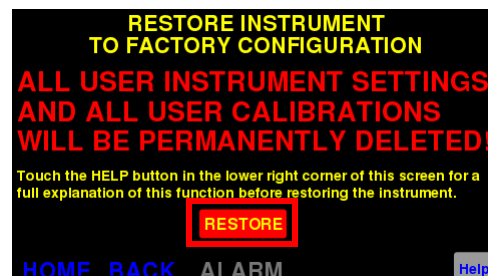 RESTORE INSTRUMENT
TO FACTORY CONFIGURATION
ALL USER INSTRUMENT SETTINGS
AND ALL USER CALIBRATIONS
WILL BE PERMANENTLY DELETED!
Touch the HELP button in the lower right corner of this screen for a
full explanation of this function before restoring the instrument.
RESTORE
HOME BACK ALARM Help